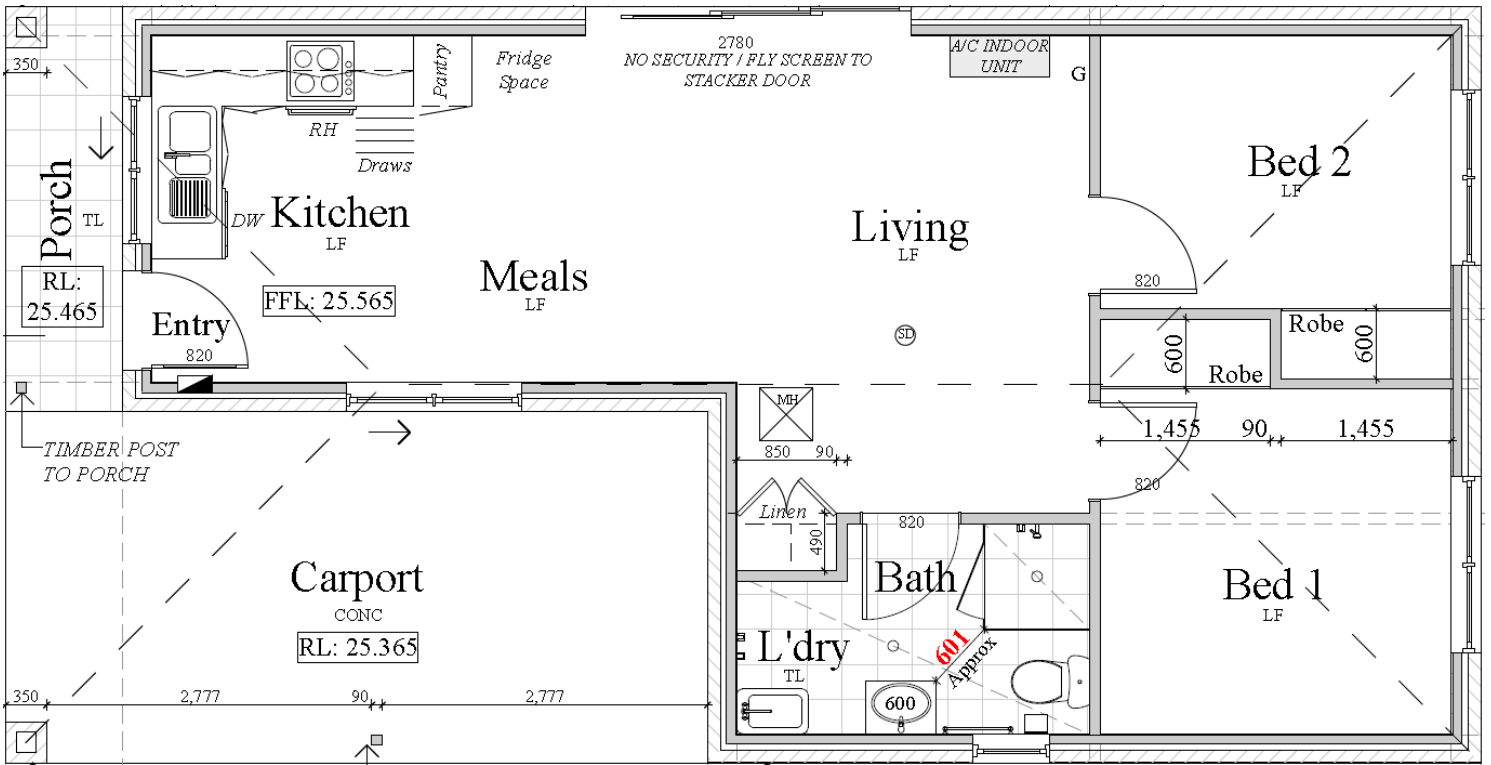 2780
NO SECURITY / FLY SCREEN TO
STACKER DOOR
A/C INDOOR
UNIT
G
350
Pantry
Fridge
Space
RH
Draws
Porch
TL
DW
Kitchen
LF
Living
LF
Bed 2
LF
Meals
LF
RL:
25.465
FFL: 25.565
Entry
820
820
SD
600
Robe
Robe
600
MH
1,455
90
1,455
TIMBER POST
TO PORCH
850
90
820
Linen
490
820
Bath
Carport
CONC
RL: 25.365
Bed 1
LF
L'dry
TL
601
Approx
600
350
2,777
90
2,777